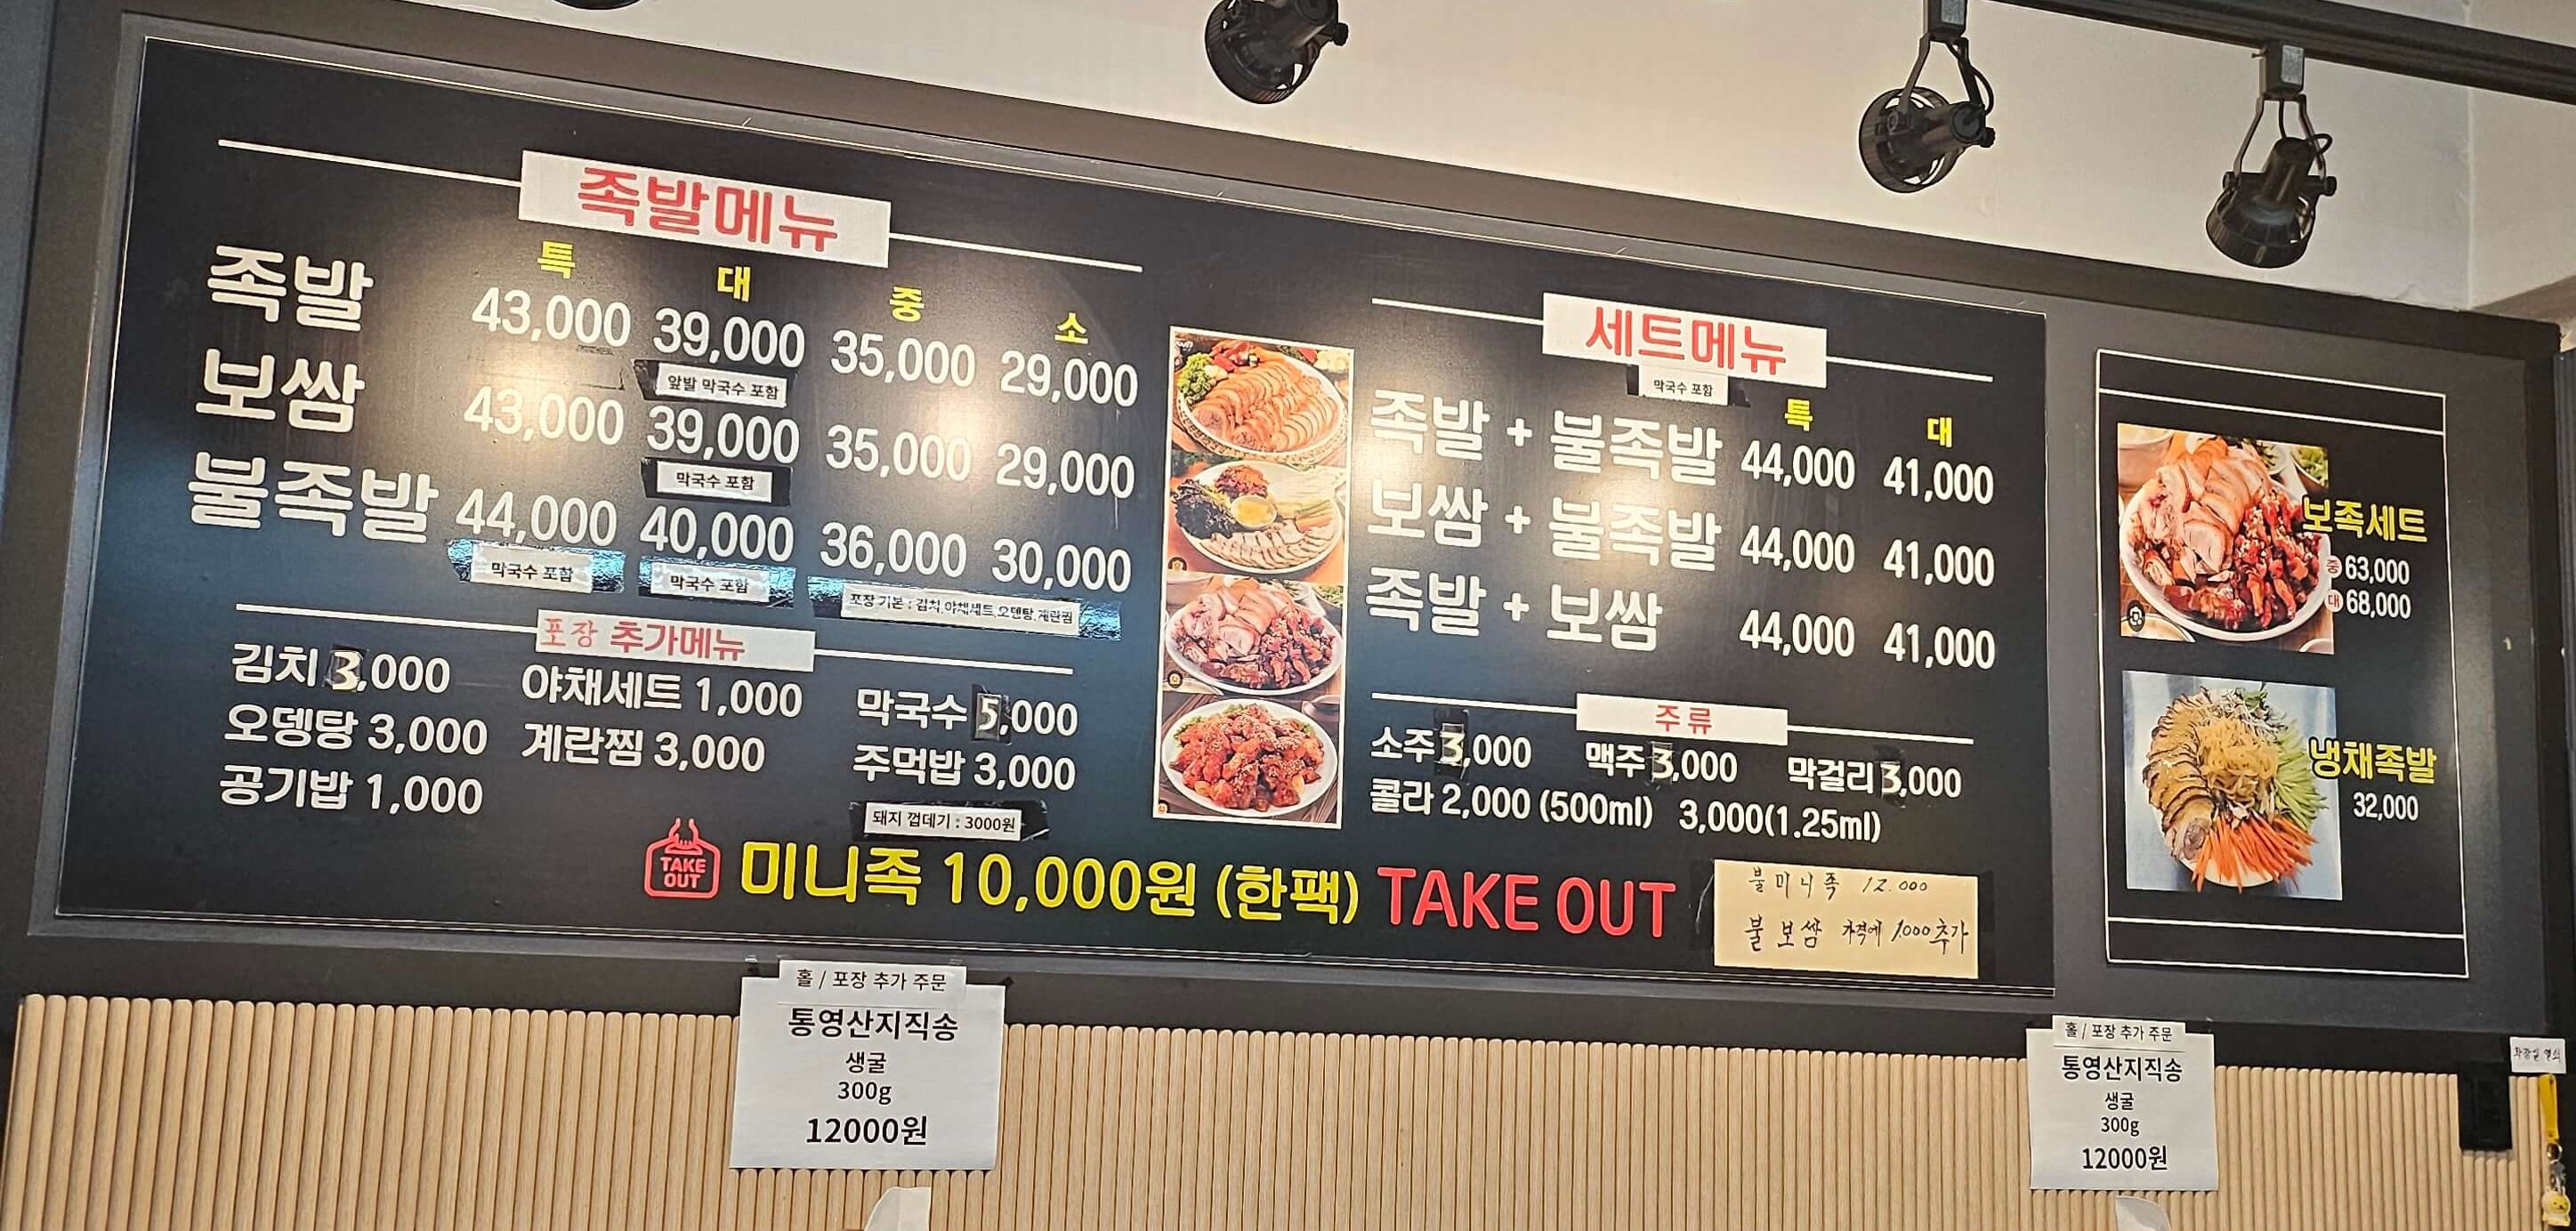 족발메뉴
특 대 중 소
족발 43,000 39,000 35,000 29,000
앞발 막국수 포함
보쌈 43,000 39,000 35,000 29,000
막국수 포함
불족발 44,000 40,000 36,000 30,000
막국수 포함 막국수 포함 포장 기본 : 김치,야채세트,오뎅탕,계란찜
포장 추가메뉴
김치 3,000 야채세트 1,000 막국수 5,000
오뎅탕 3,000 계란찜 3,000 주먹밥 3,000
공기밥 1,000
돼지 껍데기 : 3000원
세트메뉴
막국수 포함
특 대
족발 + 불족발 44,000 41,000
보쌈 + 불족발 44,000 41,000
족발 + 보쌈 44,000 41,000
주류
소주 3,000 맥주 3,000 막걸리 3,000
콜라 2,000 (500ml) 3,000(1.25ml)
TAKE
OUT
미니족 10,000원 (한팩) TAKE OUT
불미니족 12.000
불보쌈 가격에 1,000추가
보족세트
중 63,000
대 68,000
냉채족발
32,000
홀 / 포장 추가 주문
통영산지직송
생굴
300g
12000원
홀 / 포장 추가 주문
통영산지직송
생굴
300g
12000원
화장실 열쇠